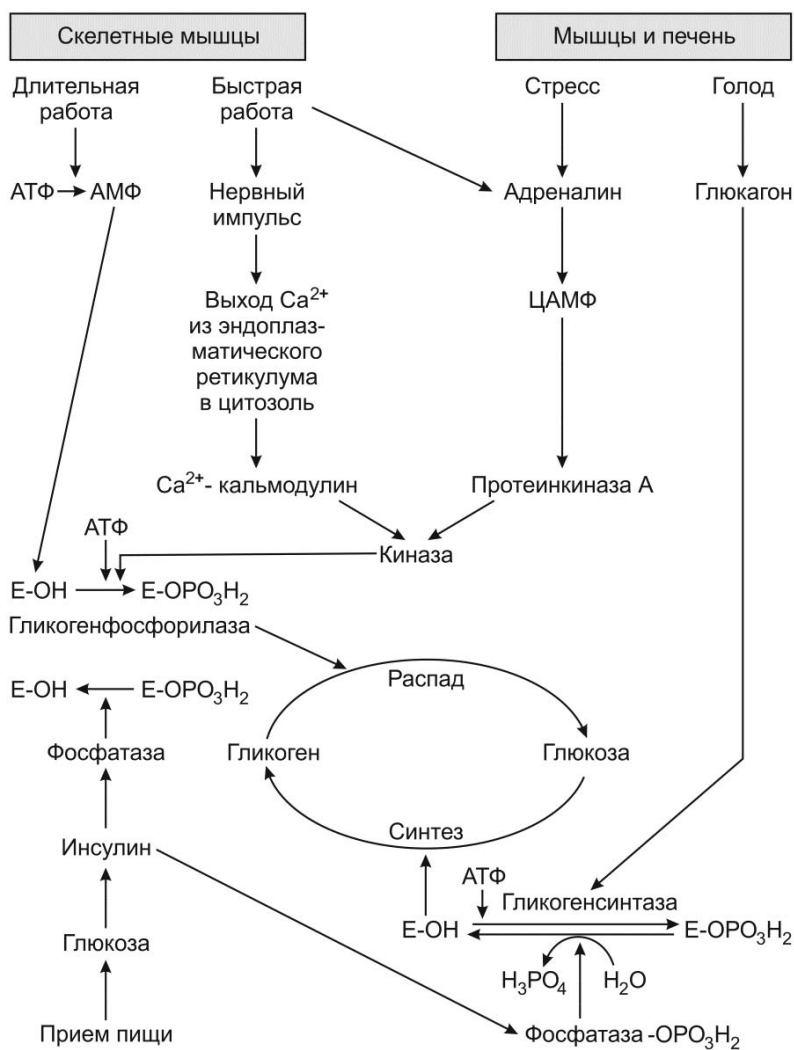 Скелетные мышцы
Мышцы и печень
Длительная
работа
Быстрая
работа
Стресс
Голод
АТФ
АМФ
Нервный
импульс
Адреналин
Глюкагон
Выход Ca²⁺
из эндоплаз-
матического
ретикулума
в цитозоль
ЦАМФ
Ca²⁺- кальмодулин
Протеинкиназа А
АТФ
Киназа
E-OH
E-OPO₃H₂
Гликогенфосфорилаза
Распад
E-OH
E-OPO₃H₂
Фосфатаза
Гликоген
Глюкоза
Синтез
Инсулин
АТФ
Гликогенсинтаза
E-OH
E-OPO₃H₂
Глюкоза
H₃PO₄
H₂O
Прием пищи
Фосфатаза -OPO₃H₂